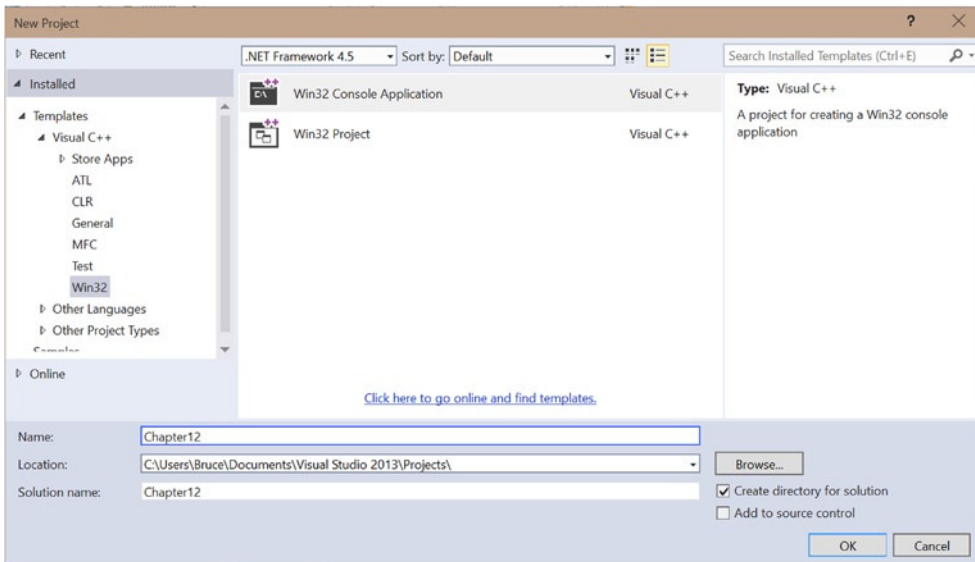 New Project
?
Recent
.NET Framework 4.5
Sort by: Default
Search Installed Templates (Ctrl+E)
Installed
Templates
Visual C++
Store Apps
ATL
CLR
General
MFC
Test
Win32
Other Languages
Other Project Types
Samples
Online
Win32 Console Application
Visual C++
Win32 Project
Visual C++
Click here to go online and find templates.
Type: Visual C++
A project for creating a Win32 console
application
Name:
Chapter12
Location:
C:\Users\Bruce\Documents\Visual Studio 2013\Projects\
Browse...
Solution name:
Chapter12
Create directory for solution
Add to source control
OK
Cancel